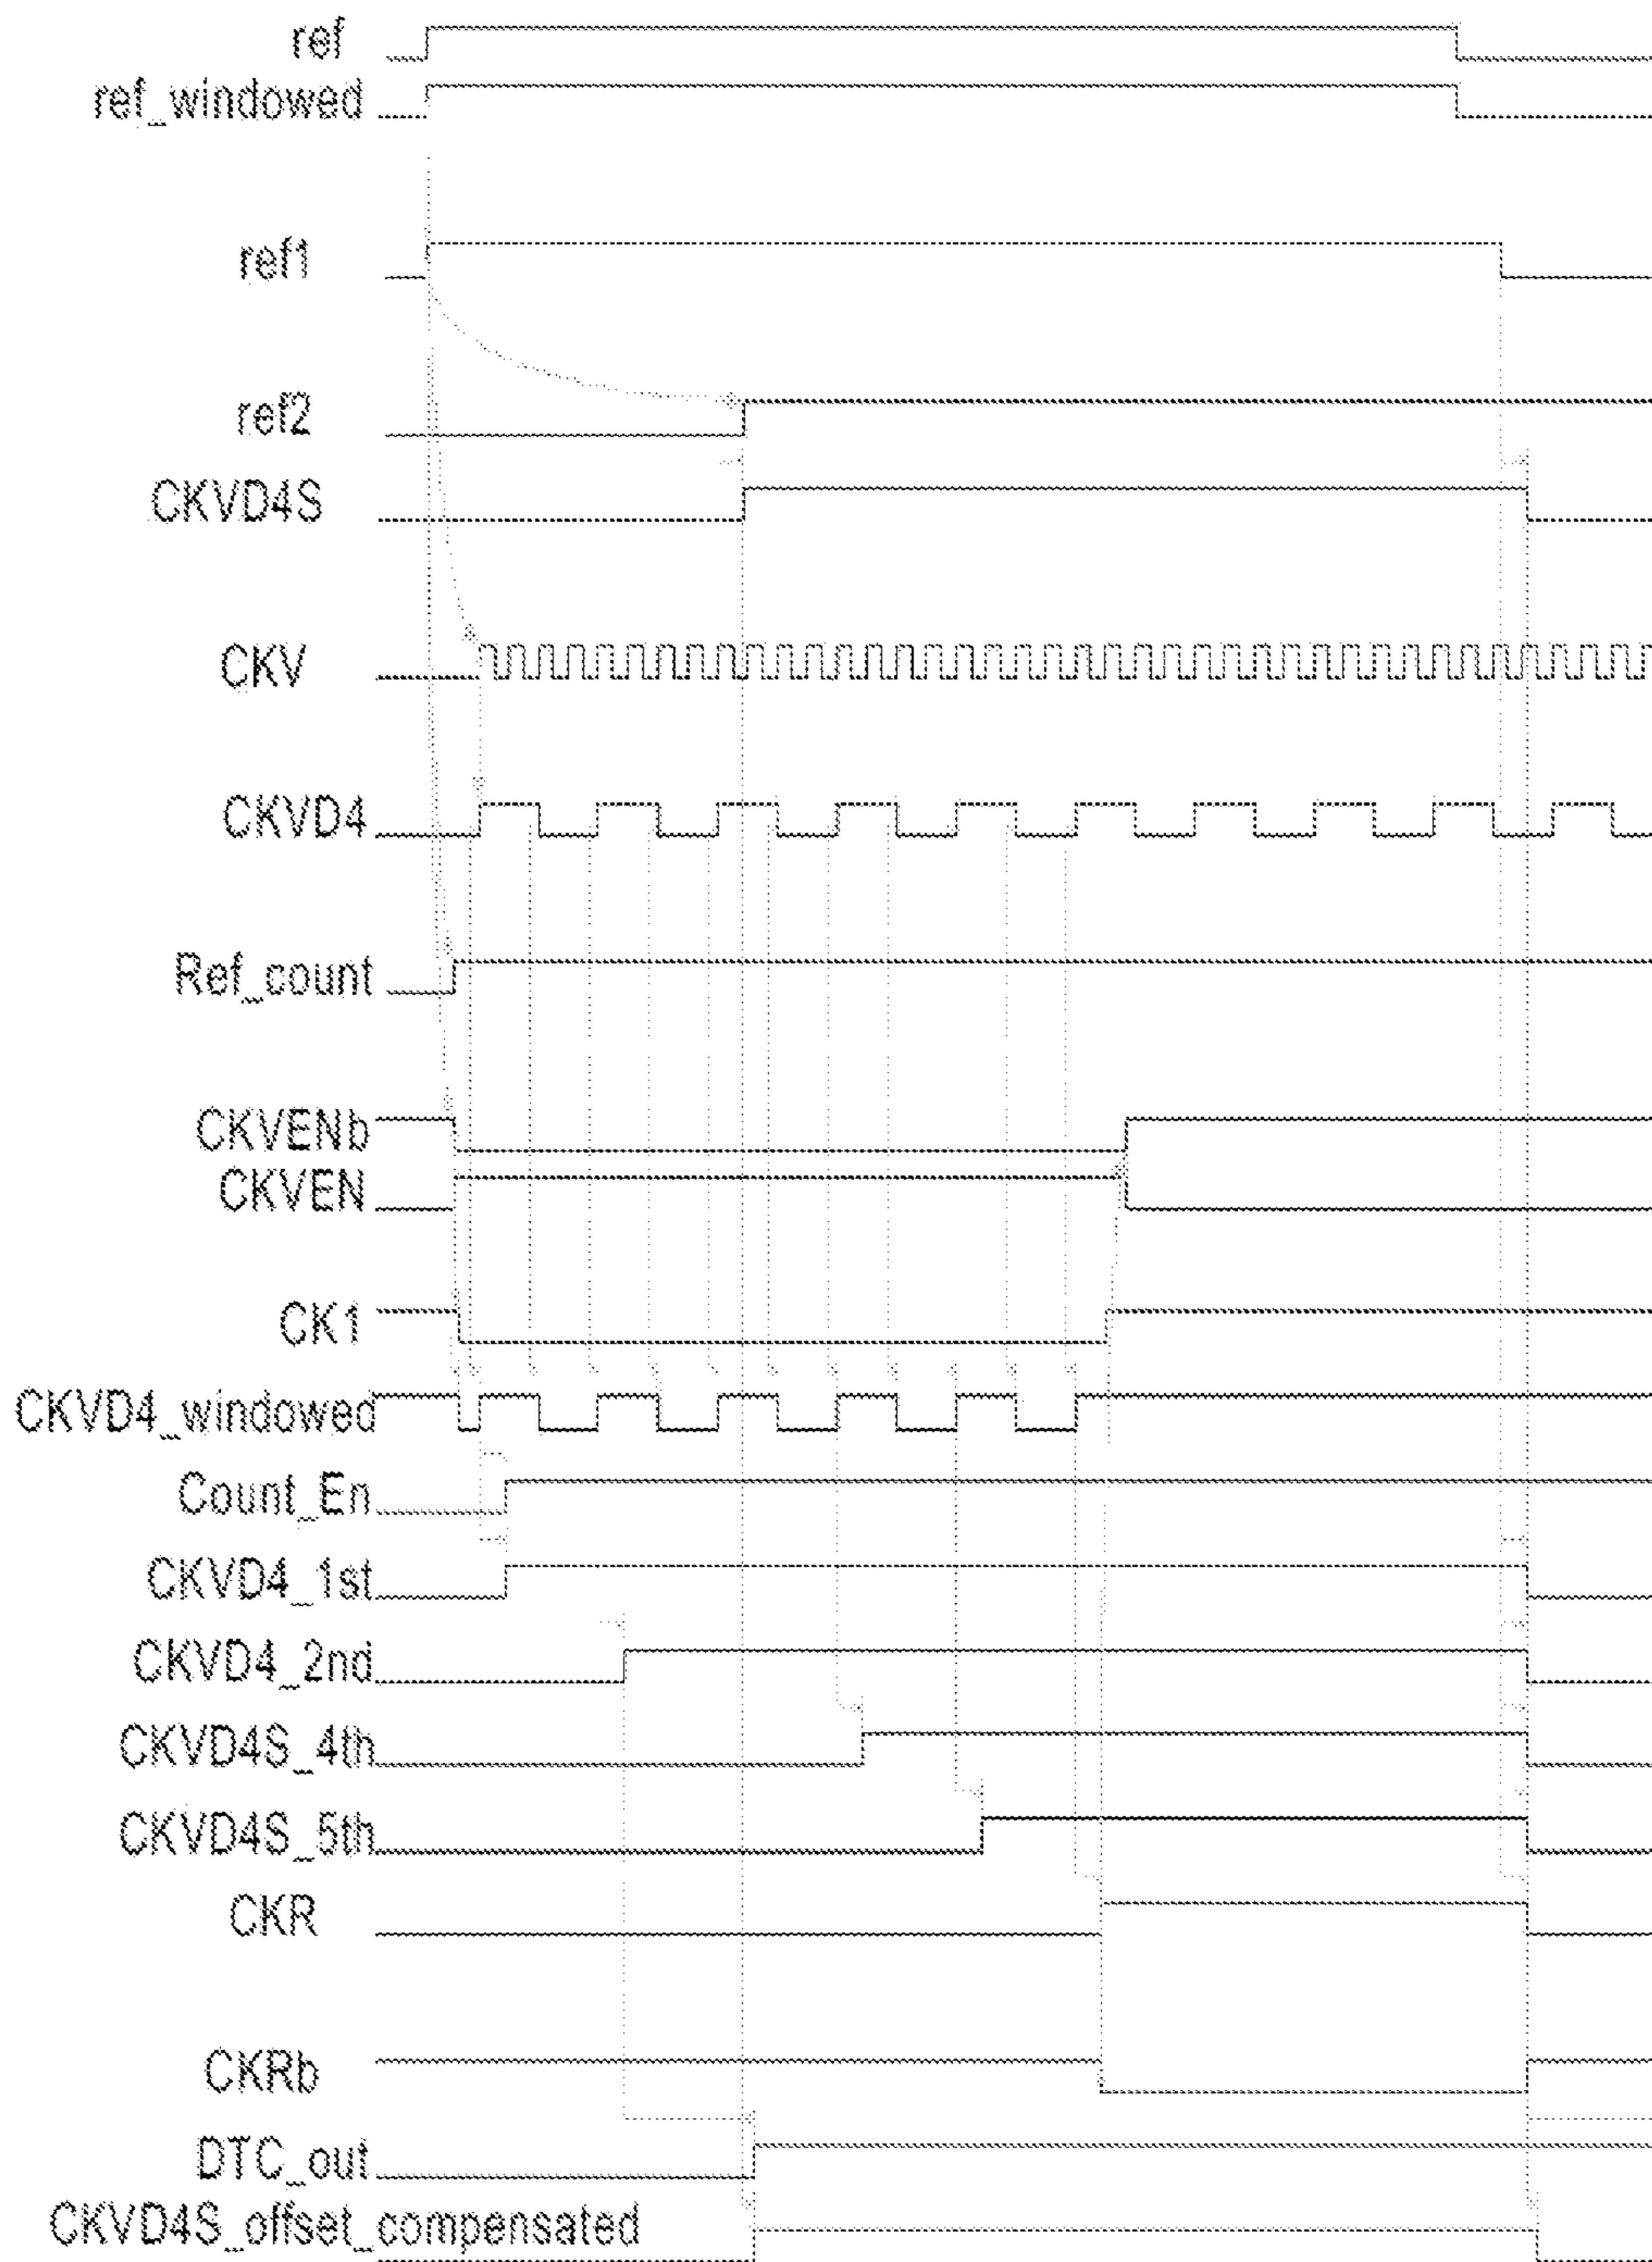 ref
ref_windowed
ref1
ref2
CKVD4S
CKV
CKVD4
Ref_count
CKVENb
CKVEN
CK1
CKVD4_windowed
Count_En
CKVD4_1st
CKVD4_2nd
CKVD4S_4th
CKVD4S_5th
CKR
CKRb
DTC_out
CKVD4S_offset_compensated